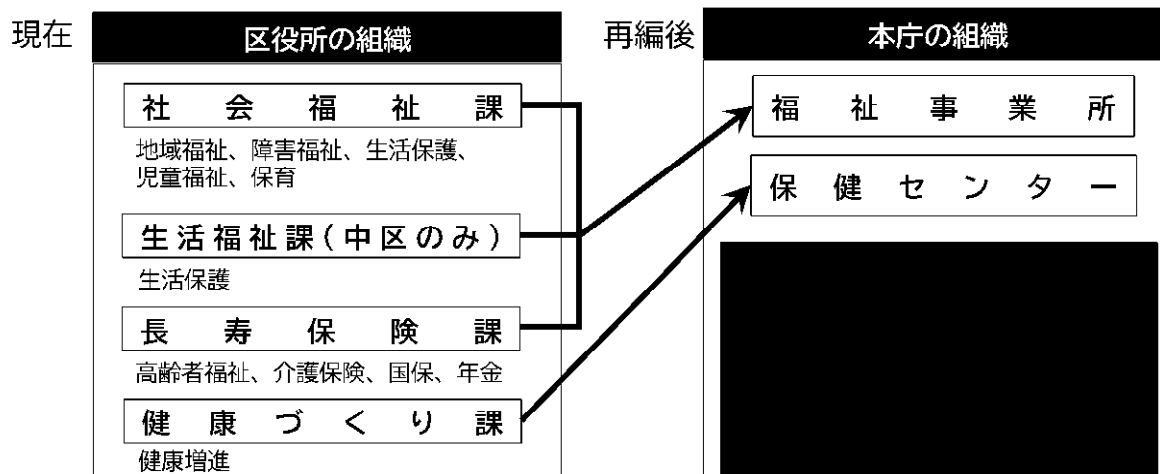 現在
区役所の組織
社会福祉課
地域福祉、障害福祉、生活保護、
児童福祉、保育
生活福祉課(中区のみ)
生活保護
長寿保険課
高齢者福祉、介護保険、国保、年金
健康づくり課
健康増進
再編後
本庁の組織
福祉事業所
保健センター